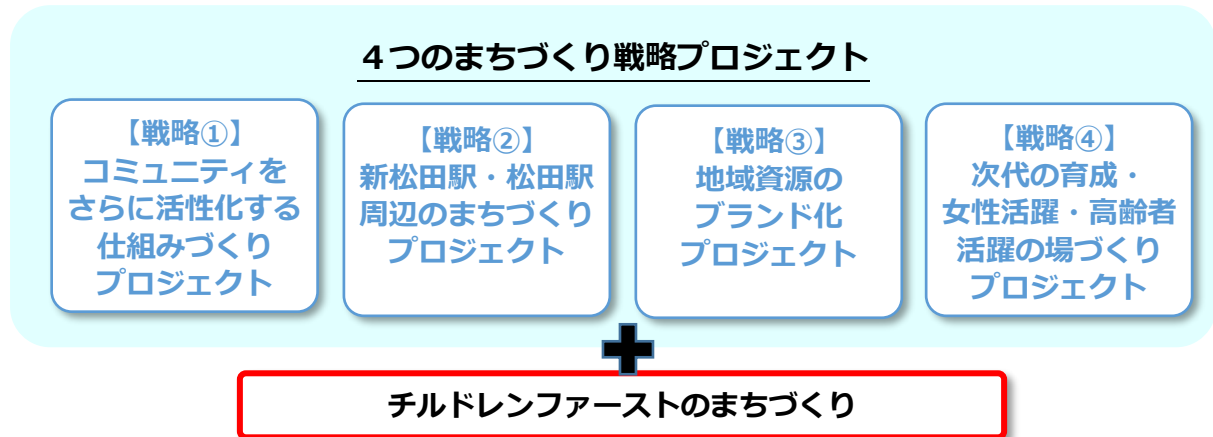 4つのまちづくり戦略プロジェクト
【戦略①】
コミュニティを
さらに活性化する
仕組みづくり
プロジェクト
【戦略②】
新松田駅・松田駅
周辺のまちづくり
プロジェクト
【戦略③】
地域資源の
ブランド化
プロジェクト
【戦略④】
次代の育成・
女性活躍・高齢者
活躍の場づくり
プロジェクト
チルドレンファーストのまちづくり